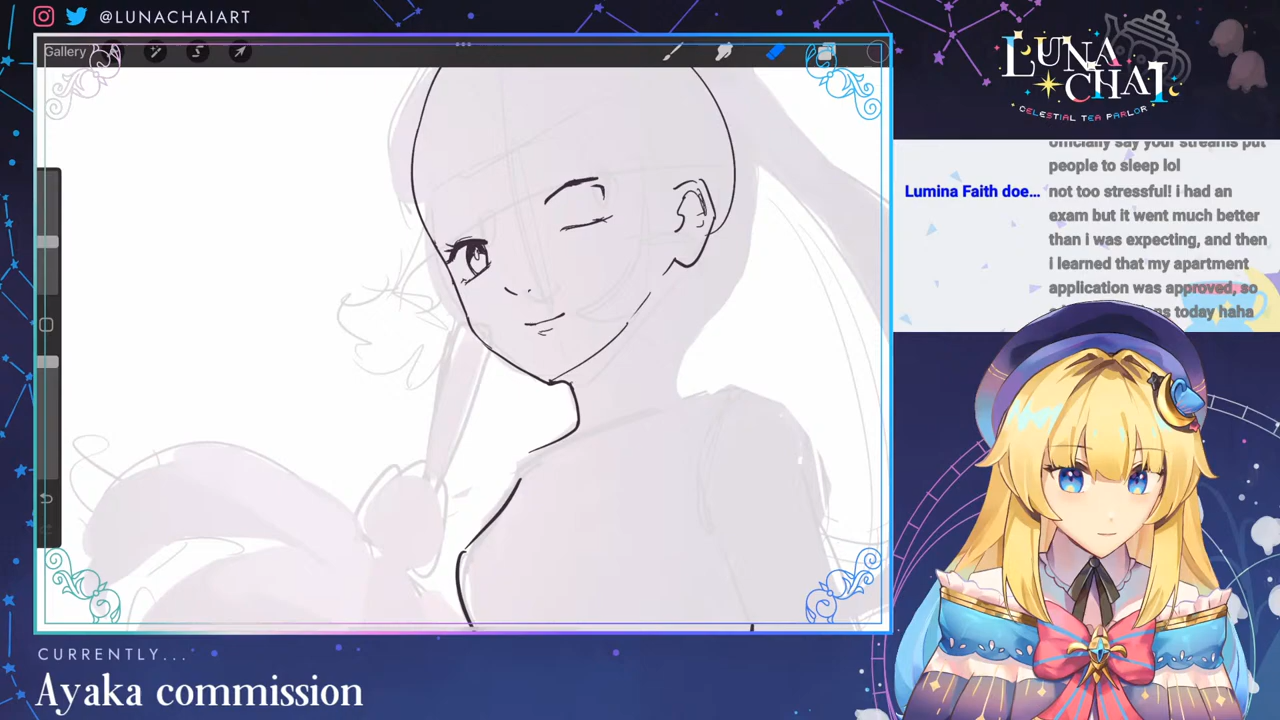 @LUNACHAIART
Gallery
LUNA
CHAI
CELESTIAL TEA PARLOR
officially say your streams put
people to sleep lol
Lumina Faith doe... not too stressful! i had an
exam but it went much better
than i was expecting, and then
i learned that my apartment
application was approved, so
today haha
CURRENTLY...
Ayaka commission